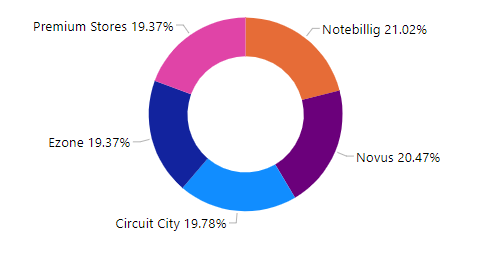 Premium Stores 19.37%
Notebillig 21.02%
Ezone 19.37%
Novus 20.47%
Circuit City 19.78%